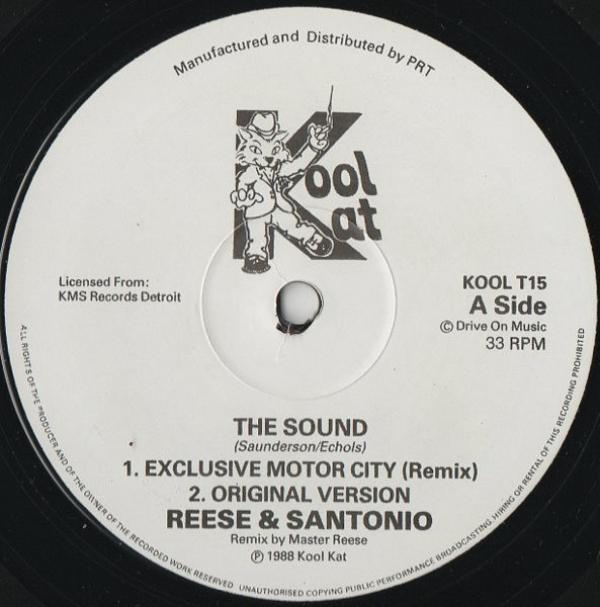 Manufactured and Distributed by PRT
Kool
Kat
Licensed From:
KMS Records Detroit
KOOL T15
A Side
© Drive On Music
33 RPM
THE SOUND
(Saunderson/Echols)
1. EXCLUSIVE MOTOR CITY (Remix)
2. ORIGINAL VERSION
REESE & SANTONIO
Remix by Master Reese
℗ 1988 Kool Kat
ALL RIGHTS OF THE PRODUCER AND OF THE OWNER OF THE RECORDED WORK RESERVED UNAUTHORISED COPYING PUBLIC PERFORMANCE BROADCASTING, HIRING OR RENTAL OF THIS RECORDING PROHIBITED